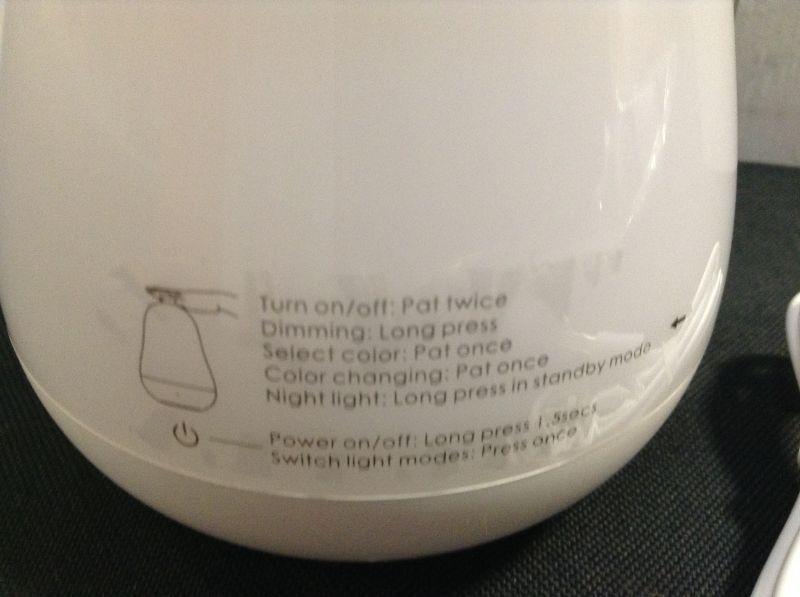 Turn on/off: Pat twice
Dimming: Long press
Select color: Pat once
Color changing: Pat once
Night light: Long press in standby mode
Power on/off: Long press 1.5secs
Switch light modes: Press once